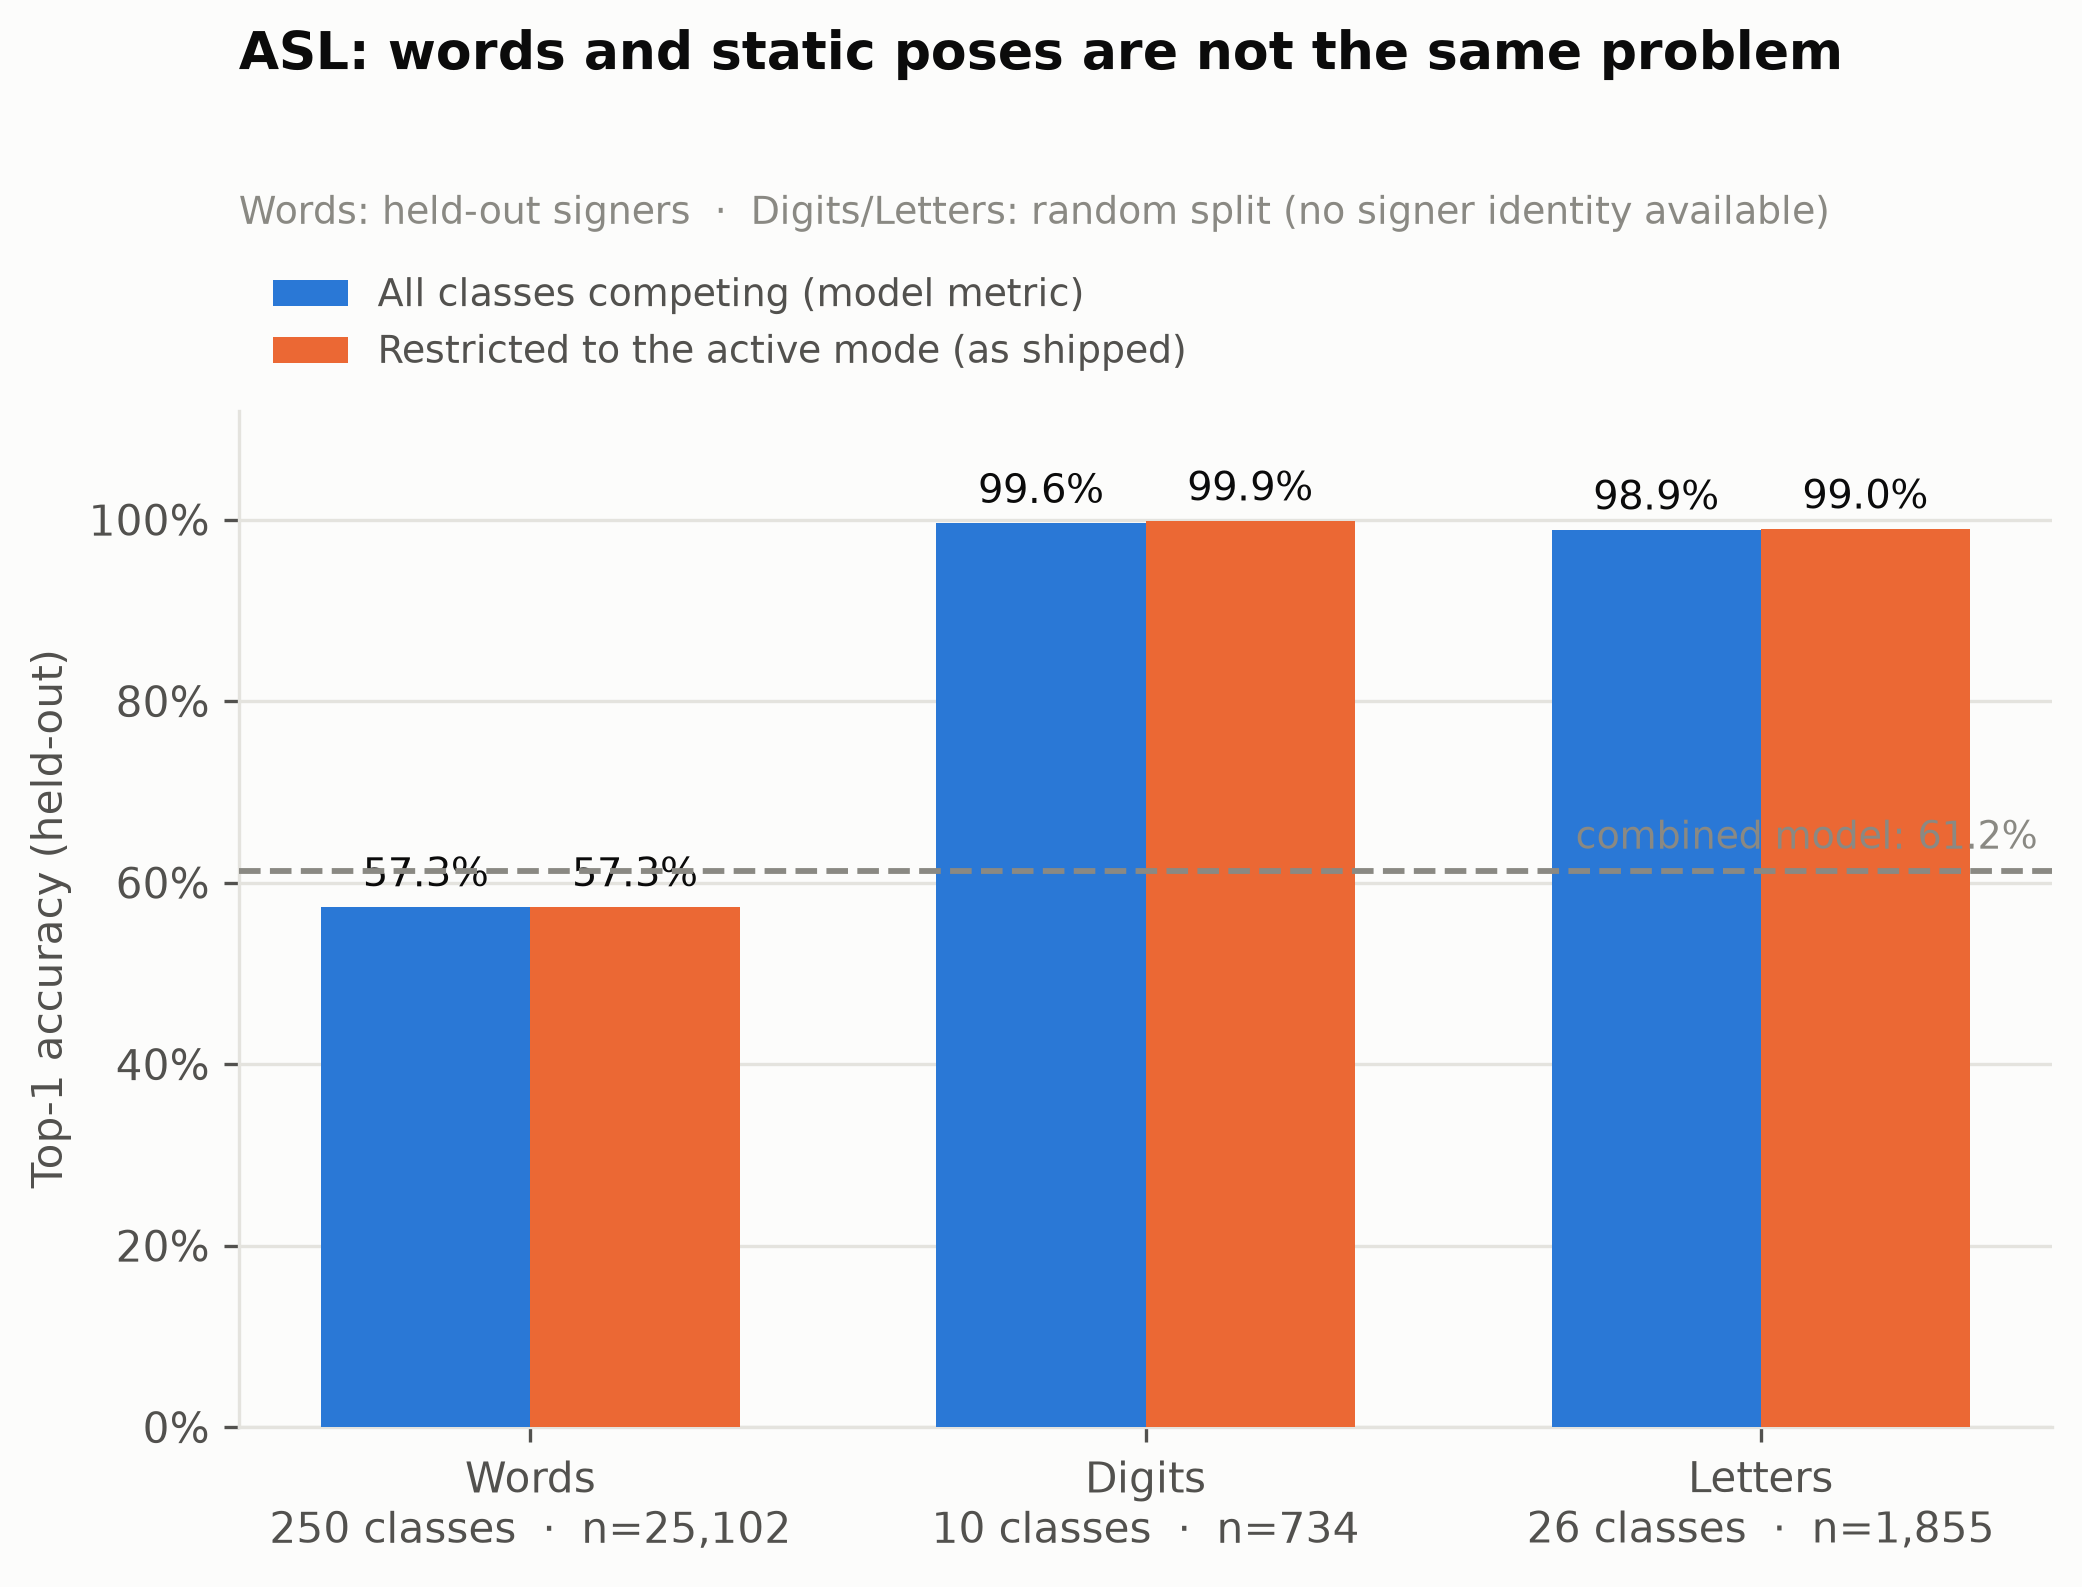 ASL: words and static poses are not the same problem
Words: held-out signers · Digits/Letters: random split (no signer identity available)
All classes competing (model metric)
Restricted to the active mode (as shipped)
Top-1 accuracy (held-out)
100%
80%
60%
40%
20%
0%
57.3% 57.3%
99.6% 99.9%
98.9% 99.0%
combined model: 61.2%
Words
250 classes · n=25,102
Digits
10 classes · n=734
Letters
26 classes · n=1,855